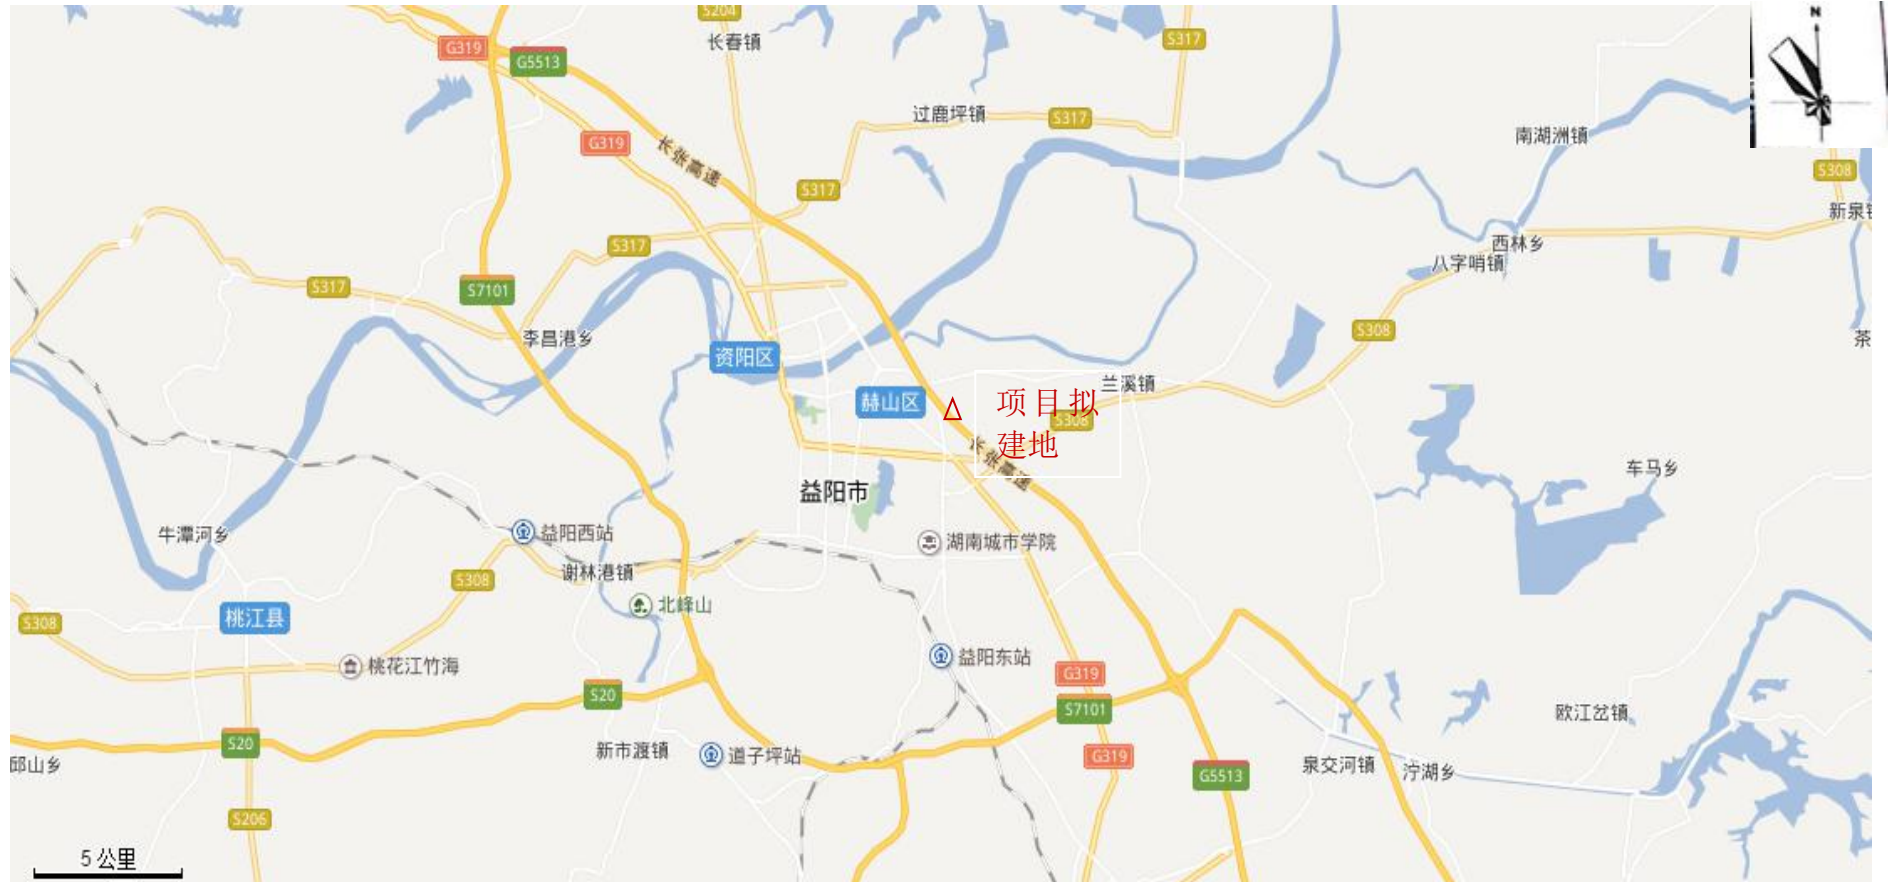 S204
N
G319
长春镇
S317
G5513
过鹿坪镇
S317
南湖洲镇
G319
长张高速
S308
S317
S317
西林乡
八字哨镇
S7101
S317
李昌港乡
S308
资阳区
兰溪镇
赫山区
项目拟
S308
建地
长张高速
车马乡
益阳市
牛潭河乡
益阳西站
湖南城市学院
谢林港镇
S308
北峰山
桃江县
S308
益阳东站
桃花江竹海
G319
S20
S7101
欧江岔镇
S20
新市渡镇
道子坪站
G319
邱山乡
泉交河镇
泞湖乡
G5513
S206
5 公里